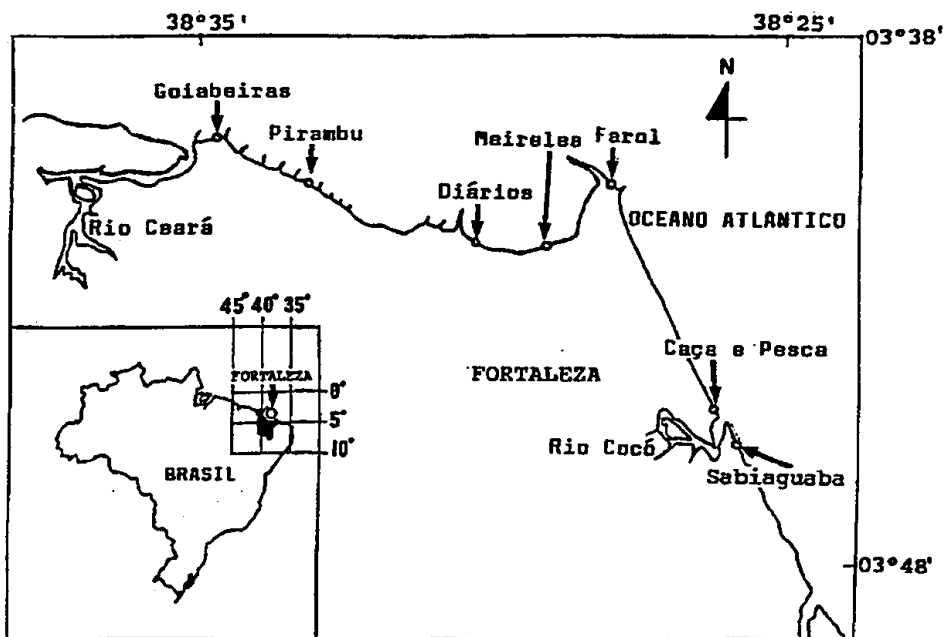 38°35'
38°25'
03°38'
N
Goiabeiras
Pirambu
Meireles
Farol
Diários
OCEANO ATLANTICO
Rio Ceará
45° 40° 35°
Caça e Pesca
FORTALEZA
FORTALEZA
0°
5°
10°
Rio Cocó
BRASIL
Sabiaguaba
03°48'